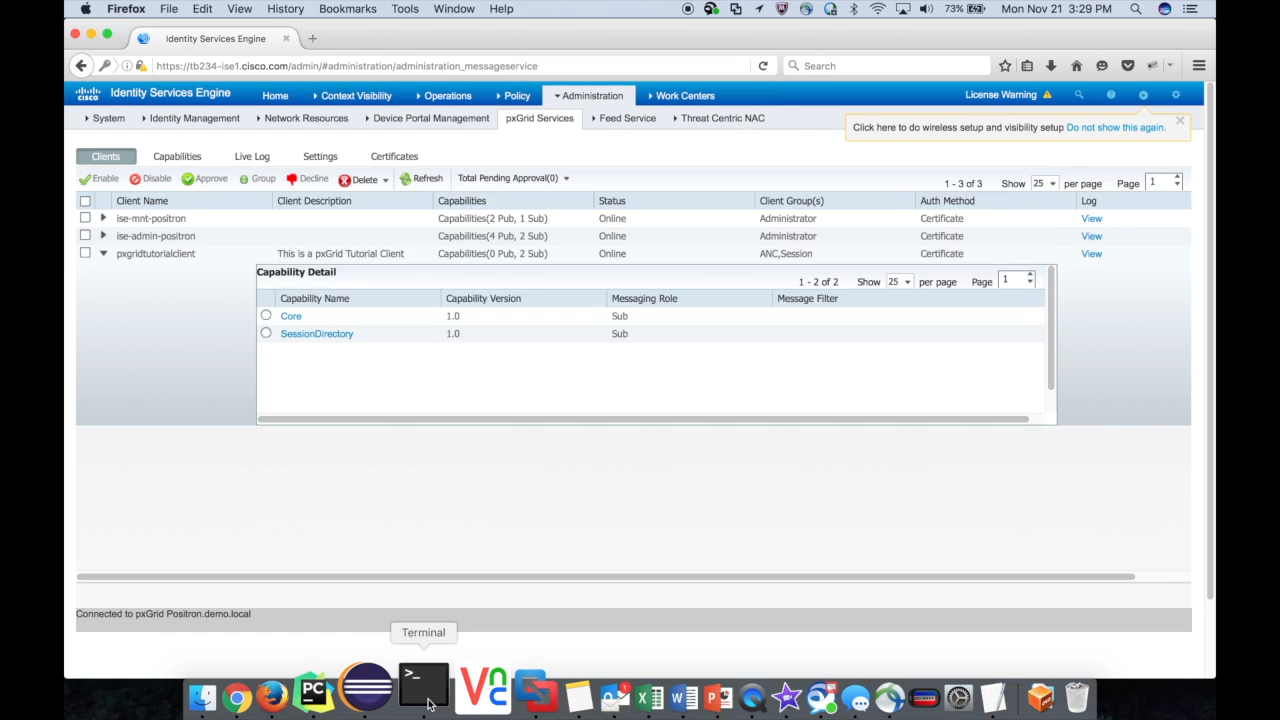 Firefox File Edit View History Bookmarks Tools Window Help 73% Mon Nov 21 3:29 PM
Identity Services Engine
https://tb234-ise1.cisco.com/admin/#administration/administration_messageservice Search
cisco Identity Services Engine Home Context Visibility Operations Policy Administration Work Centers License Warning
System Identity Management Network Resources Device Portal Management pxGrid Services Feed Service Threat Centric NAC
Click here to do wireless setup and visibility setup Do not show this again.
Clients Capabilities Live Log Settings Certificates
Enable Disable Approve Group Decline Delete Refresh Total Pending Approval(0)
1 - 3 of 3 Show 25 per page Page 1
Client Name Client Description Capabilities Status Client Group(s) Auth Method Log
ise-mnt-positron Capabilities(2 Pub, 1 Sub) Online Administrator Certificate View
ise-admin-positron Capabilities(4 Pub, 2 Sub) Online Administrator Certificate View
pxgridtutorialclient This is a pxGrid Tutorial Client Capabilities(0 Pub, 2 Sub) Online ANC,Session Certificate View
Capability Detail
1 - 2 of 2 Show 25 per page Page 1
Capability Name Capability Version Messaging Role Message Filter
Core 1.0 Sub
SessionDirectory 1.0 Sub
Connected to pxGrid Positron.demo.local
Terminal
PC >_ VNC